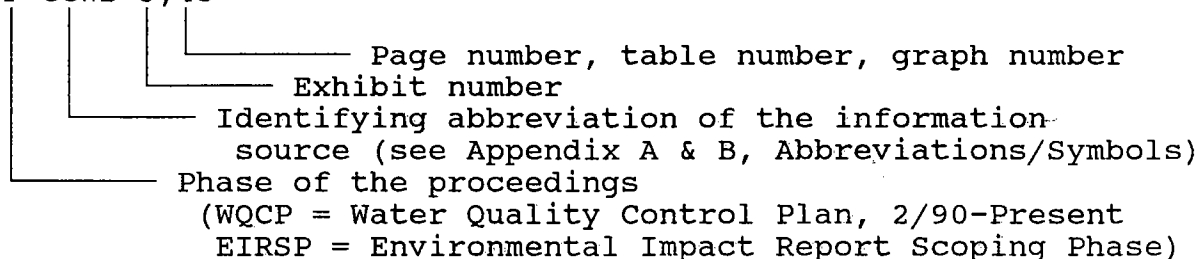 Page number, table number, graph number
Exhibit number
Identifying abbreviation of the information
source (see Appendix A & B, Abbreviations/Symbols)
Phase of the proceedings
(WQCP = Water Quality Control Plan, 2/90-Present
EIRSP = Environmental Impact Report Scoping Phase)